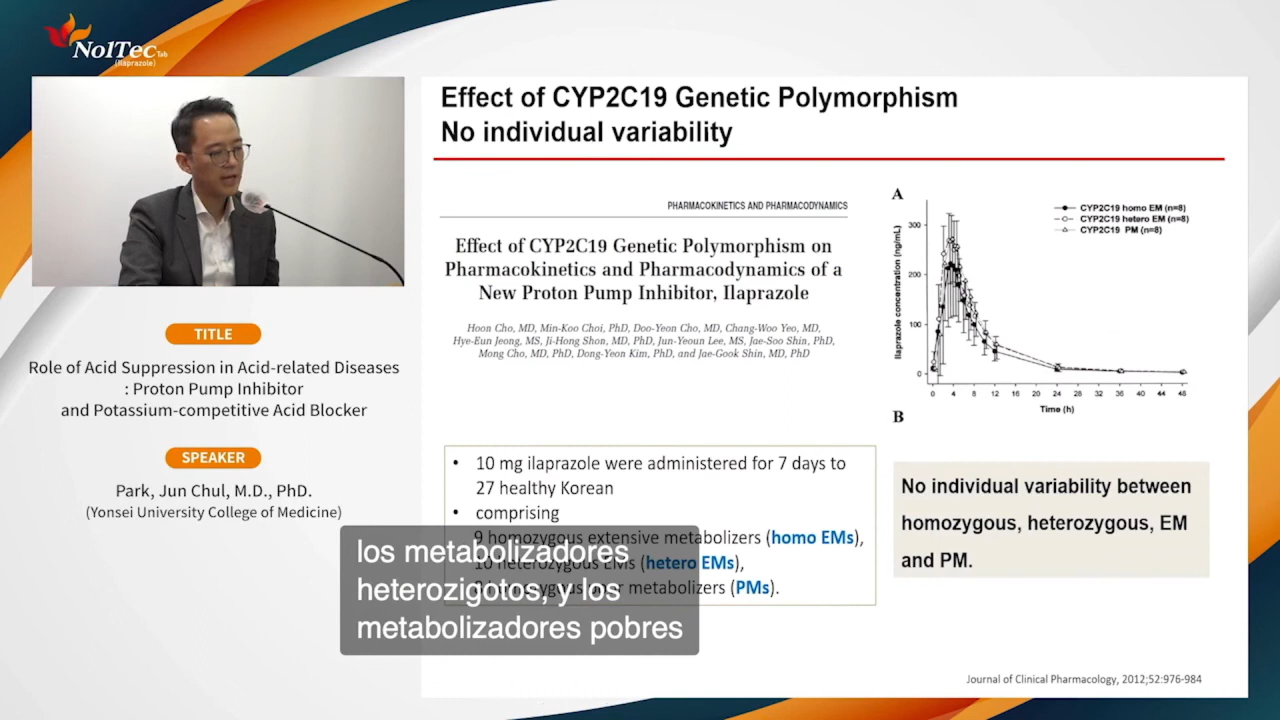 NolTec Tab
(Ilaprazole)
TITLE
Role of Acid Suppression in Acid-related Diseases
: Proton Pump Inhibitor
and Potassium-competitive Acid Blocker
SPEAKER
Park, Jun Chul, M.D., PhD.
(Yonsei University College of Medicine)
Effect of CYP2C19 Genetic Polymorphism
No individual variability
PHARMACOKINETICS AND PHARMACODYNAMICS
Effect of CYP2C19 Genetic Polymorphism on
Pharmacokinetics and Pharmacodynamics of a
New Proton Pump Inhibitor, Ilaprazole
Hoon Cho, MD, Min-Koo Choi, PhD, Doo-Yeon Cho, MD, Chang-Woo Yeo, MD,
Hye-Eun Jeong, MS, Ji-Hong Shon, MD, PhD, Jun-Yeoun Lee, MS, Jae-Soo Shin, PhD,
Mong Cho, MD, PhD, Dong-Yeon Kim, PhD, and Jae-Gook Shin, MD, PhD
• 10 mg ilaprazole were administered for 7 days to
27 healthy Korean
• comprising
9 homozygous extensive metabolizers (homo EMs),
10 heterozygous EMs (hetero EMs),
metabolizers (PMs).
los metabolizadores
heterozigotos, y los
metabolizadores pobres
A
CYP2C19 homo EM (n=8)
CYP2C19 hetero EM (n=8)
CYP2C19 PM (n=8)
Ilaprazole concentration (ng/mL)
300
200
100
0
0 4 8 12 16 20 24 28 32 36 40 44 48
Time (h)
B
No individual variability between
homozygous, heterozygous, EM
and PM.
Journal of Clinical Pharmacology, 2012;52:976-984